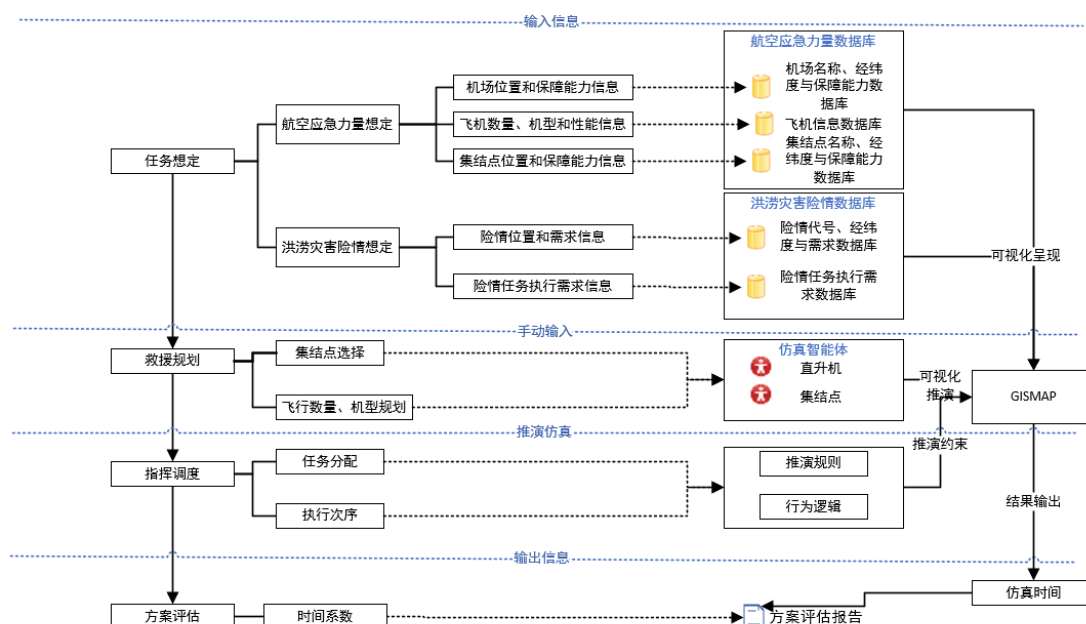 输入信息
航空应急力量数据库
机场位置和保障能力信息
机场名称、经纬
度与保障能力数
据库
航空应急力量想定
飞机数量、机型和性能信息
飞机信息数据库
任务想定
集结点位置和保障能力信息
集结点名称、经
纬度与保障能力
数据库
洪涝灾害险情数据库
洪涝灾害险情想定
险情位置和需求信息
险情代号、经纬
度与需求数据库
可视化呈现
险情任务执行需求信息
险情任务执行需
求数据库
手动输入
救援规划
集结点选择
仿真智能体
直升机
集结点
可视化
推演
GISMAP
飞行数量、机型规划
推演仿真
推演约束
指挥调度
任务分配
推演规则
执行次序
行为逻辑
结果输出
输出信息
仿真时间
方案评估
时间系数
方案评估报告